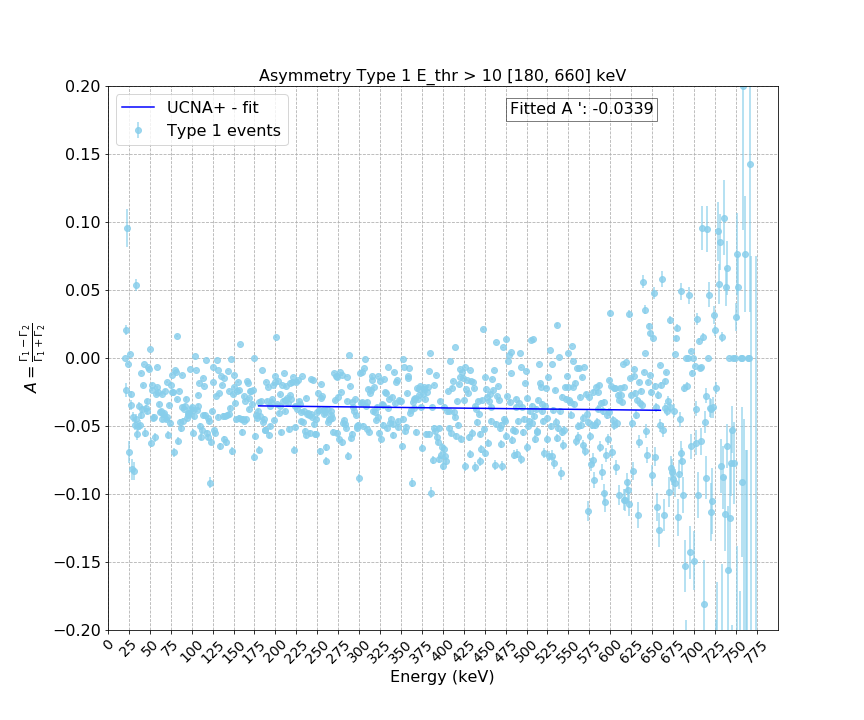 Asymmetry Type 1 E_thr > 10 [180, 660] keV
UCNA+ - fit
Type 1 events
Fitted A ': -0.0339
0.20
0.15
0.10
0.05
0.00
−0.05
−0.10
−0.15
−0.20
A = Γ1 − Γ2 / Γ1 + Γ2
0 25 50 75 100 125 150 175 200 225 250 275 300 325 350 375 400 425 450 475 500 525 550 575 600 625 650 675 700 725 750 775
Energy (keV)